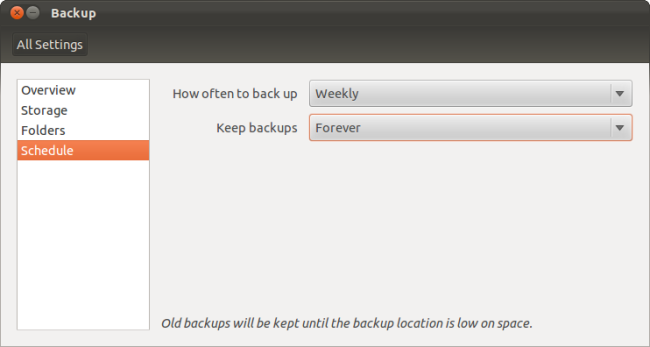 Backup
All Settings
Overview
Storage
Folders
Schedule
How often to back up Weekly
Keep backups Forever
Old backups will be kept until the backup location is low on space.